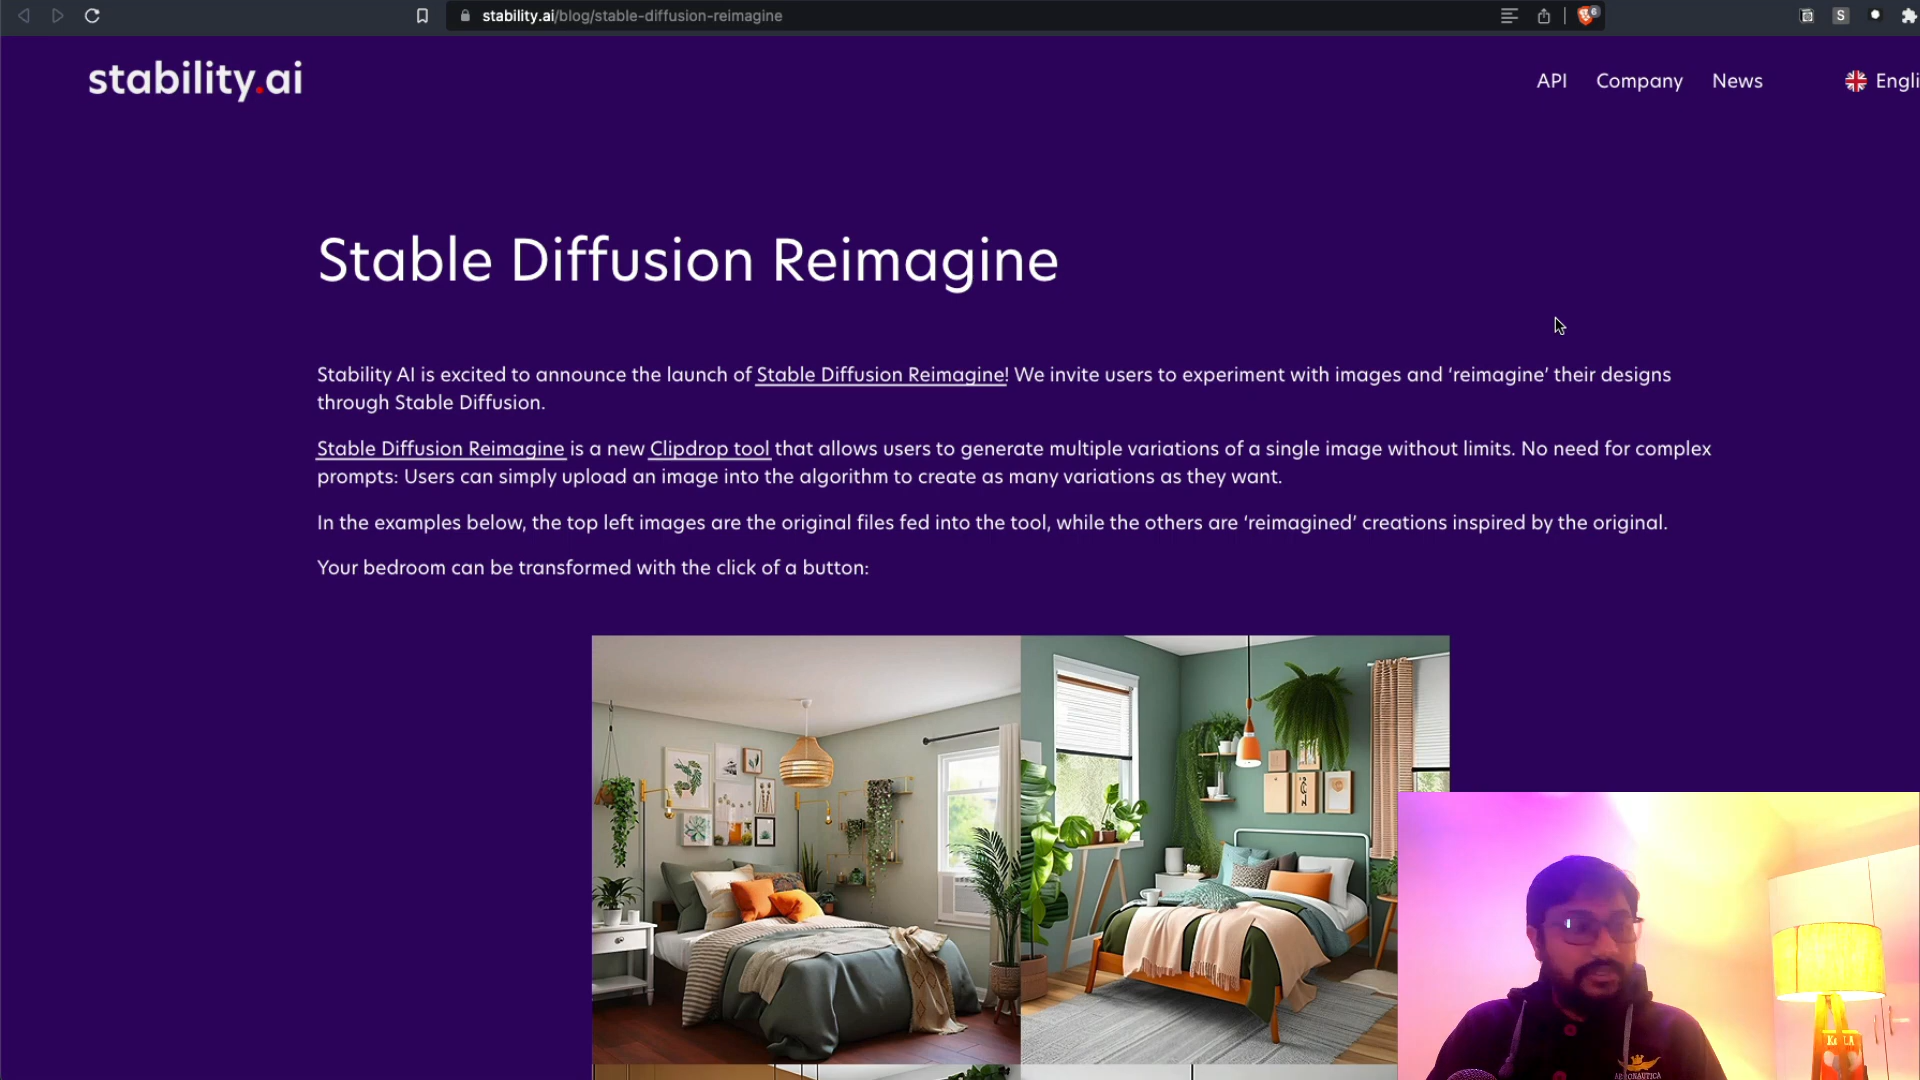 stability.ai/blog/stable-diffusion-reimagine
6
S
stability.ai
API Company News Engli
Stable Diffusion Reimagine
Stability AI is excited to announce the launch of Stable Diffusion Reimagine! We invite users to experiment with images and ‘reimagine’ their designs
through Stable Diffusion.
Stable Diffusion Reimagine is a new Clipdrop tool that allows users to generate multiple variations of a single image without limits. No need for complex
prompts: Users can simply upload an image into the algorithm to create as many variations as they want.
In the examples below, the top left images are the original files fed into the tool, while the others are ‘reimagined’ creations inspired by the original.
Your bedroom can be transformed with the click of a button: